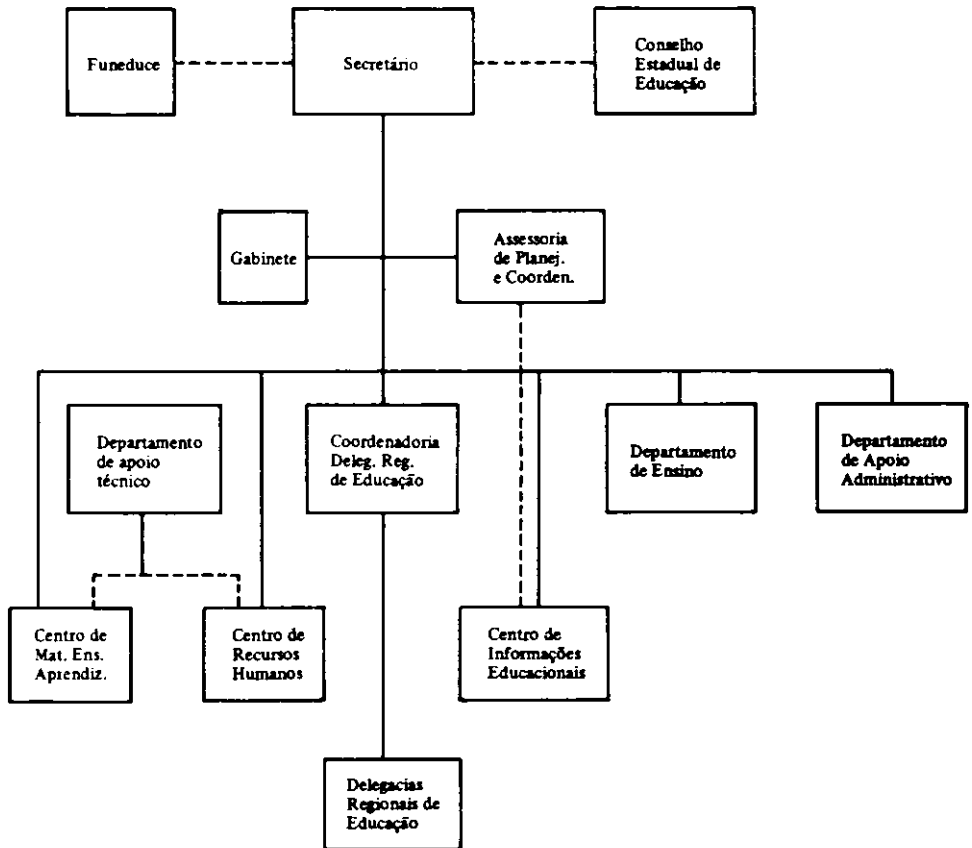 Funeduce
Secretário
Conselho
Estadual de
Educação
Gabinete
Assessoria
de Planej.
e Coorden.
Departamento
de apoio
técnico
Coordenadoria
Deleg. Reg.
de Educação
Departamento
de Ensino
Departamento
de Apoio
Administrativo
Centro de
Mat. Ens.
Aprendiz.
Centro de
Recursos
Humanos
Centro de
Informações
Educacionais
Delegacias
Regionais de
Educação